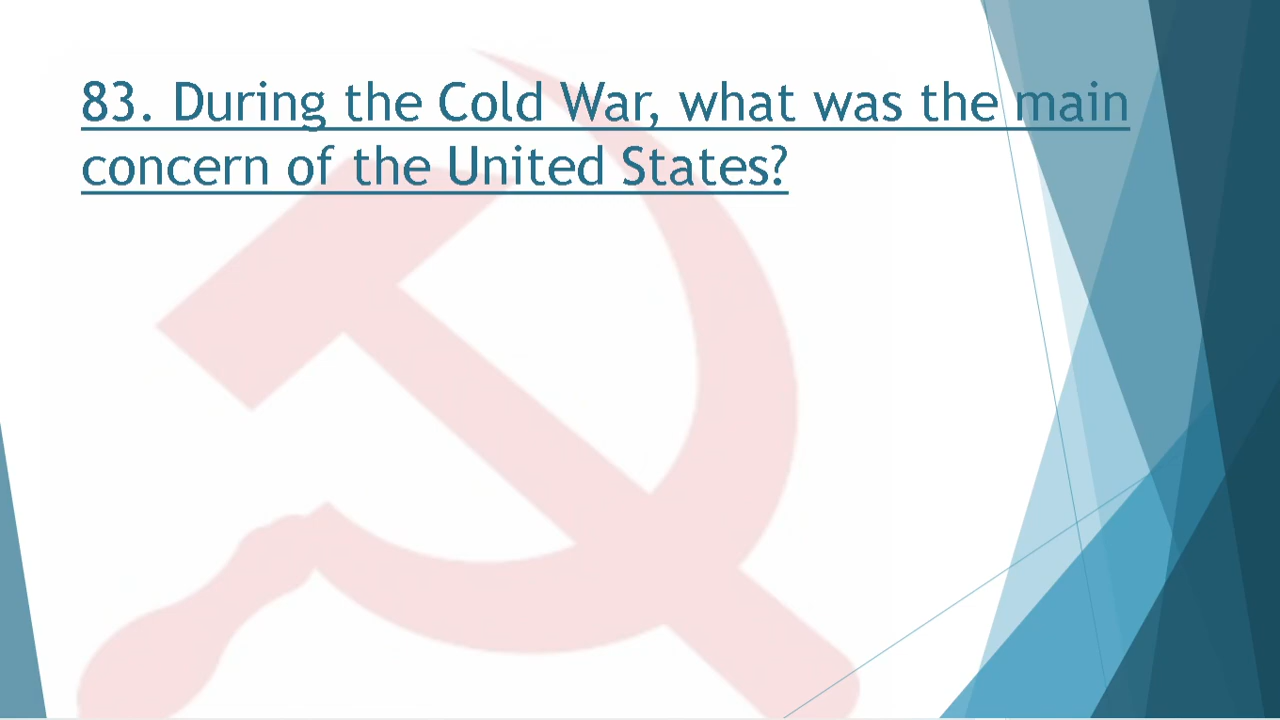 83. During the Cold War, what was the main
concern of the United States?